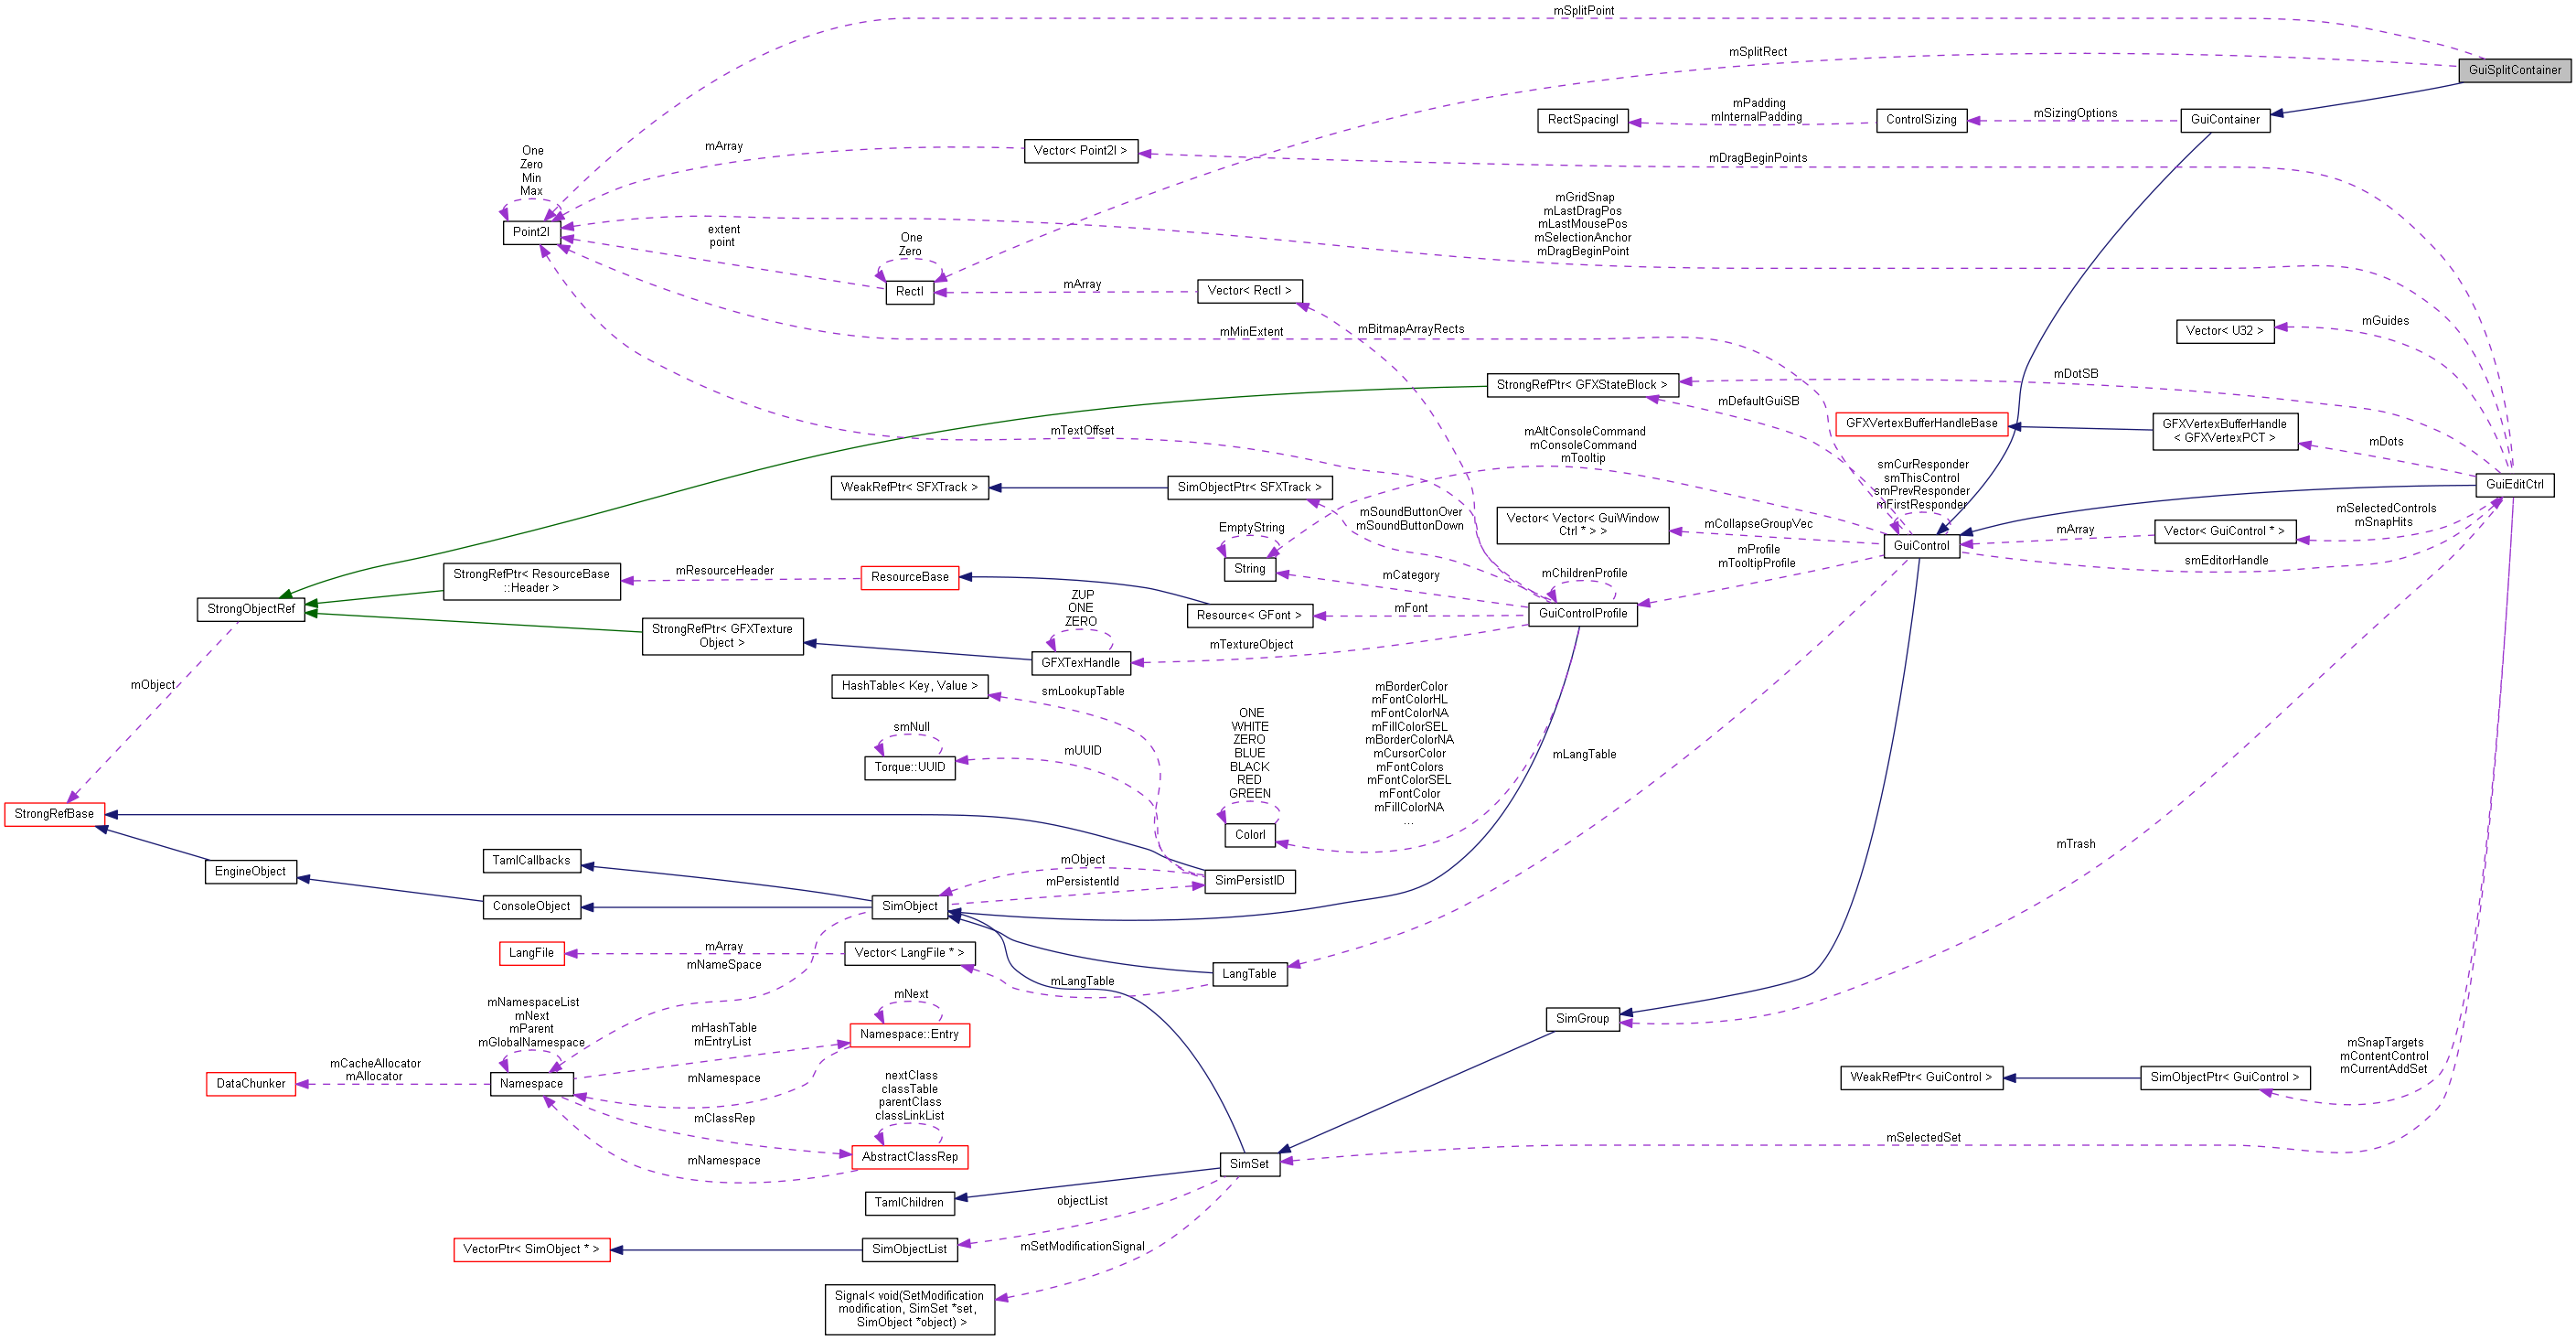 mSplitPoint
mSplitRect
GuiSplitContainer
mPadding
mInternalPadding
RectSpacingI
ControlSizing
mSizingOptions
GuiContainer
mArray
Vector< Point2I >
mDragBeginPoints
One
Zero
Min
Max
Point2I
mGridSnap
mLastDragPos
mLastMousePos
mSelectionAnchor
mDragBeginPoint
extent
point
One
Zero
RectI
mArray
Vector< RectI >
mMinExtent
mBitmapArrayRects
Vector< U32 >
mGuides
StrongRefPtr< GFXStateBlock >
mDotSB
mDefaultGuiSB
mTextOffset
mAltConsoleCommand
mConsoleCommand
mTooltip
GFXVertexBufferHandleBase
GFXVertexBufferHandle
< GFXVertexPCT >
mDots
smCurResponder
smThisControl
smPrevResponder
mFirstResponder
GuiEditCtrl
WeakRefPtr< SFXTrack >
SimObjectPtr< SFXTrack >
mSoundButtonOver
mSoundButtonDown
Vector< Vector< GuiWindow
Ctrl * > >
mCollapseGroupVec
GuiControl
mArray
Vector< GuiControl * >
mSelectedControls
mSnapHits
EmptyString
String
mProfile
mTooltipProfile
smEditorHandle
StrongRefPtr< ResourceBase
::Header >
mResourceHeader
ResourceBase
mCategory
mChildrenProfile
StrongObjectRef
ZUP
ONE
ZERO
Resource< GFont >
mFont
GuiControlProfile
StrongRefPtr< GFXTexture
Object >
GFXTexHandle
mTextureObject
mObject
HashTable< Key, Value >
smLookupTable
mBorderColor
mFontColorHL
mFontColorNA
mFillColorSEL
mBorderColorNA
mCursorColor
mFontColors
mFontColorSEL
mFontColor
mFillColorNA
...
ONE
WHITE
ZERO
BLUE
BLACK
RED
GREEN
ColorI
smNull
Torque::UUID
mUUID
mLangTable
StrongRefBase
mTrash
TamlCallbacks
EngineObject
mObject
mPersistentId
SimPersistID
ConsoleObject
SimObject
LangFile
mArray
Vector< LangFile * >
mNameSpace
mLangTable
LangTable
mNamespaceList
mNext
mParent
mGlobalNamespace
mHashTable
mEntryList
mNext
Namespace::Entry
SimGroup
mCacheAllocator
mAllocator
DataChunker
Namespace
mNamespace
nextClass
classTable
parentClass
classLinkList
mClassRep
AbstractClassRep
mNamespace
WeakRefPtr< GuiControl >
SimObjectPtr< GuiControl >
mSnapTargets
mContentControl
mCurrentAddSet
mSelectedSet
SimSet
TamlChildren
objectList
VectorPtr< SimObject * >
SimObjectList
mSetModificationSignal
Signal< void(SetModification
modification, SimSet *set,
SimObject *object) >